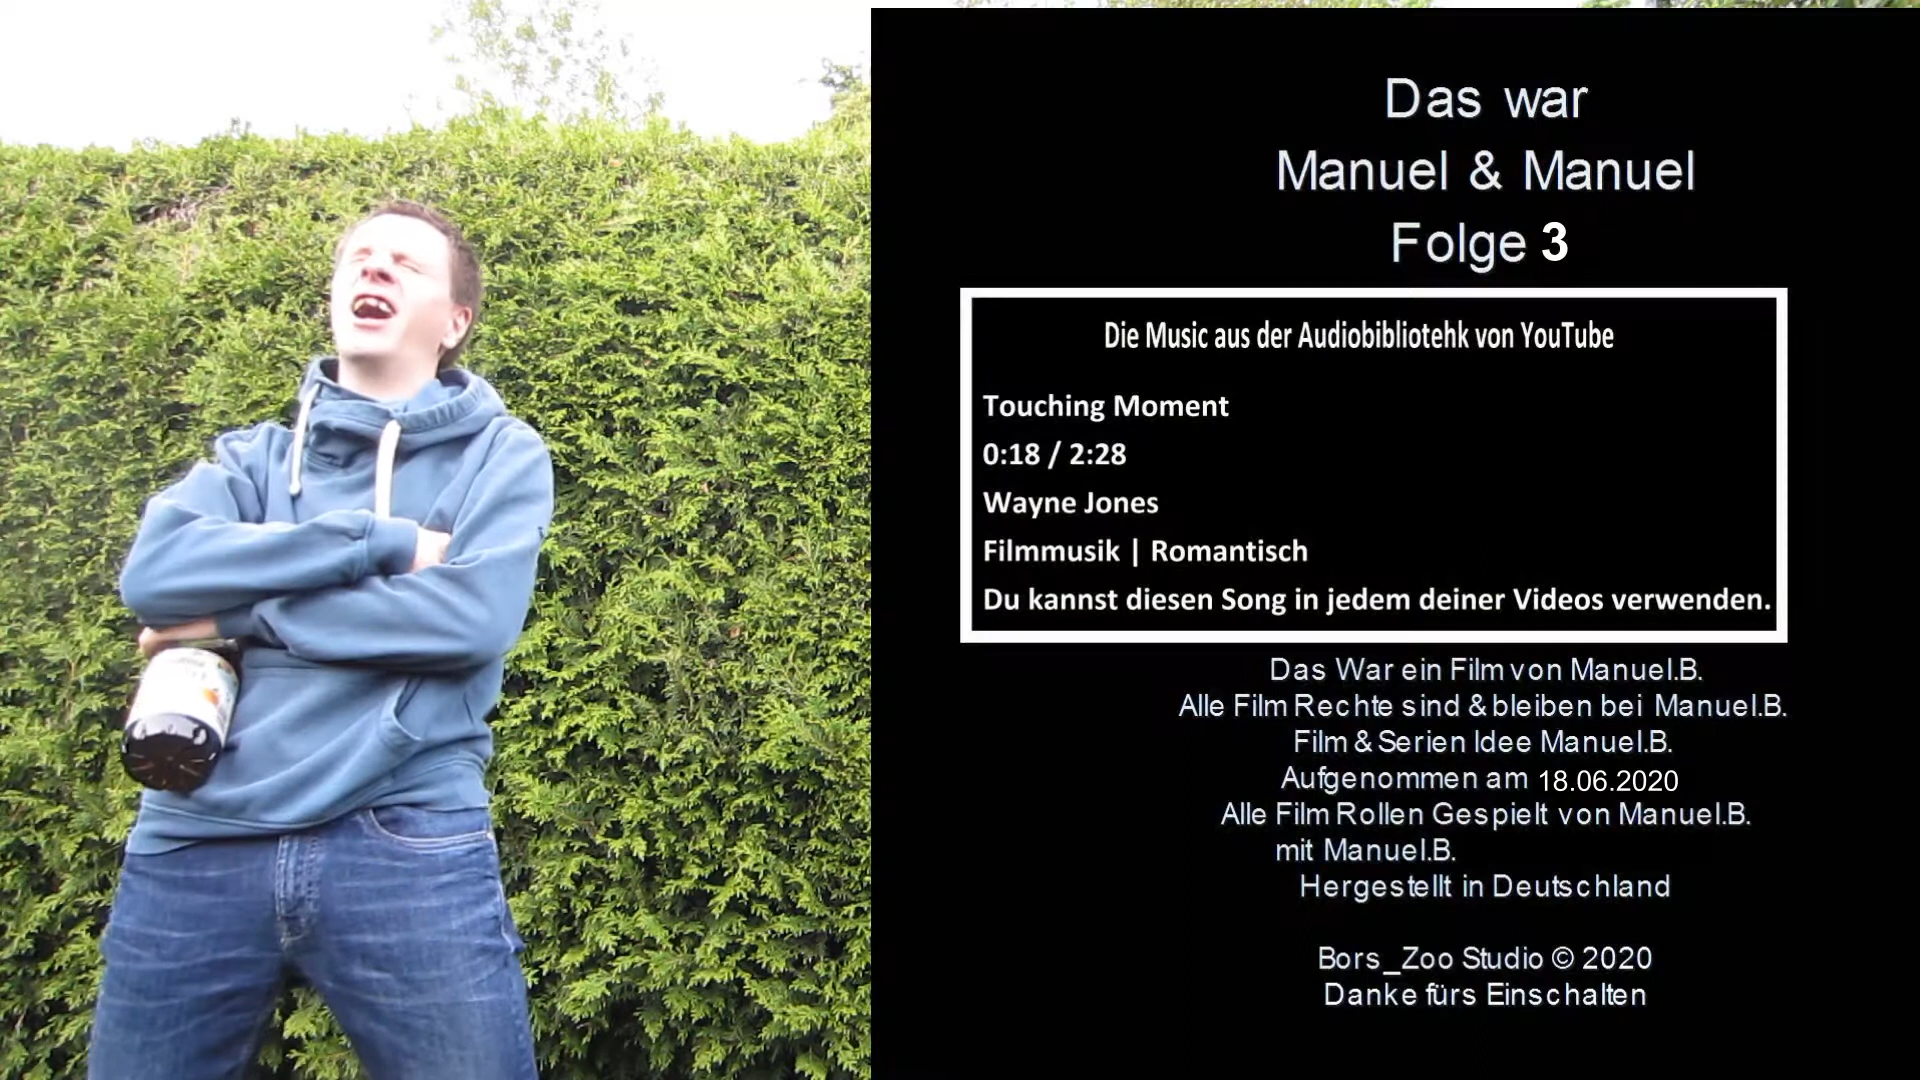 Das war
Manuel & Manuel
Folge 3
Die Music aus der Audiobibliotehk von YouTube
Touching Moment
0:18 / 2:28
Wayne Jones
Filmmusik | Romantisch
Du kannst diesen Song in jedem deiner Videos verwenden.
Das War ein Film von Manuel.B.
Alle Film Rechte sind & bleiben bei Manuel.B.
Film & Serien Idee Manuel.B.
Aufgenommen am 18.06.2020
Alle Film Rollen Gespielt von Manuel.B.
mit Manuel.B.
Hergestellt in Deutschland
Bors_Zoo Studio © 2020
Danke fürs Einschalten